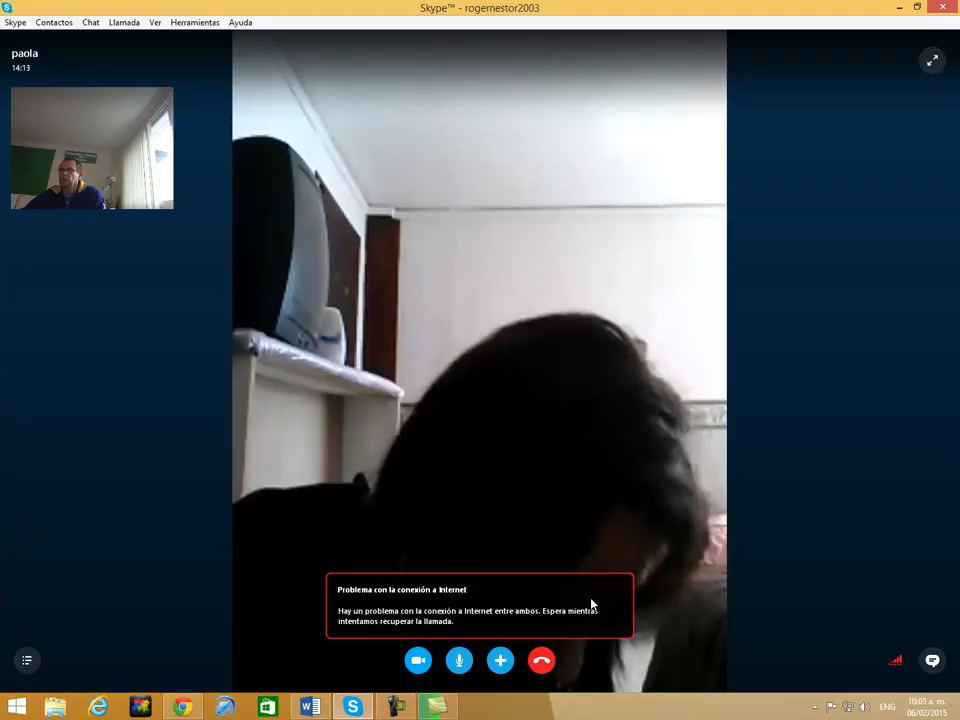 Skype™ - rogernestor2003
Skype Contactos Chat Llamada Ver Herramientas Ayuda
paola
14:13
Problema con la conexión a Internet
Hay un problema con la conexión a Internet entre ambos. Espera mientras
intentamos recuperar la llamada.
ENG
10:03 a. m.
06/02/2015